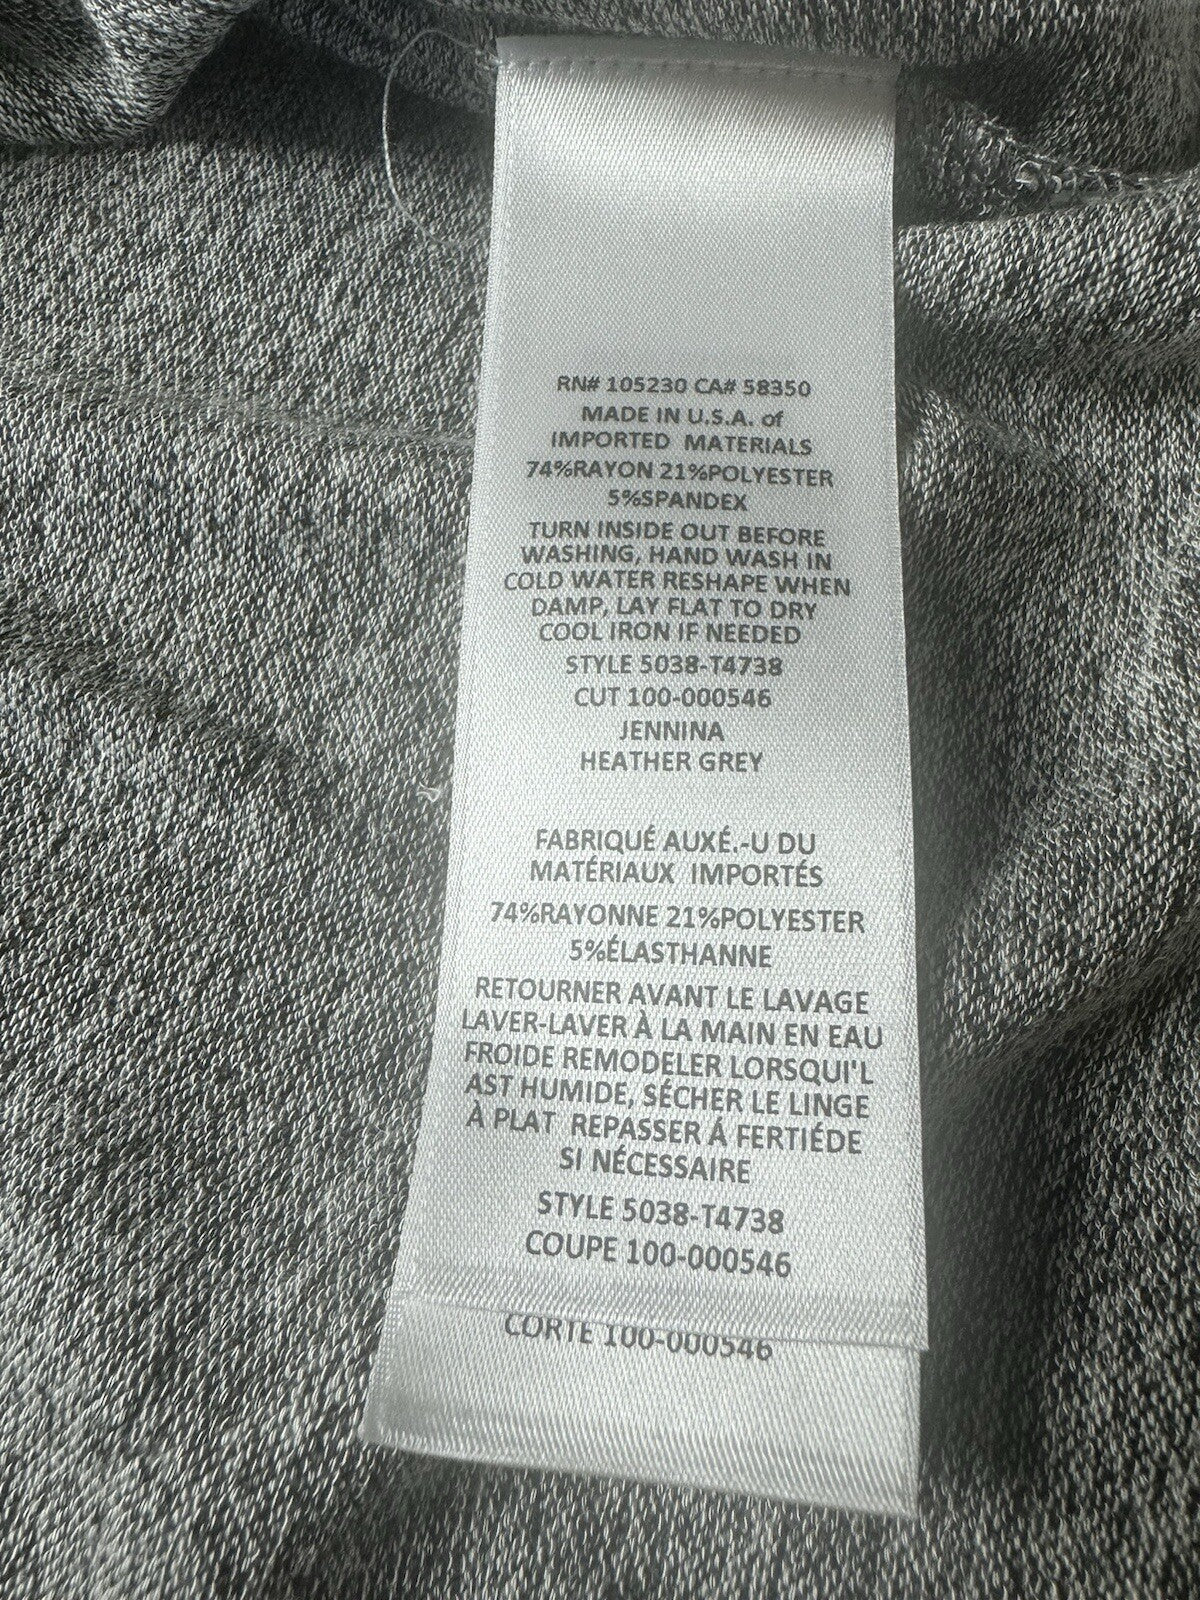 RN# 105230 CA# 58350
MADE IN U.S.A. of
IMPORTED MATERIALS
74%RAYON 21%POLYESTER
5%SPANDEX
TURN INSIDE OUT BEFORE
WASHING, HAND WASH IN
COLD WATER RESHAPE WHEN
DAMP, LAY FLAT TO DRY
COOL IRON IF NEEDED
STYLE 5038-T4738
CUT 100-000546
JENNINA
HEATHER GREY
FABRIQUÉ AUXÉ.-U DU
MATÉRIAUX IMPORTÉS
74%RAYONNE 21%POLYESTER
5%ÉLASTHANNE
RETOURNER AVANT LE LAVAGE
LAVER-LAVER À LA MAIN EN EAU
FROIDE REMODELER LORSQUI'L
AST HUMIDE, SÉCHER LE LINGE
À PLAT REPASSER Á FERTIÉDE
SI NÉCESSAIRE
STYLE 5038-T4738
COUPE 100-000546
CORTE 100-000546